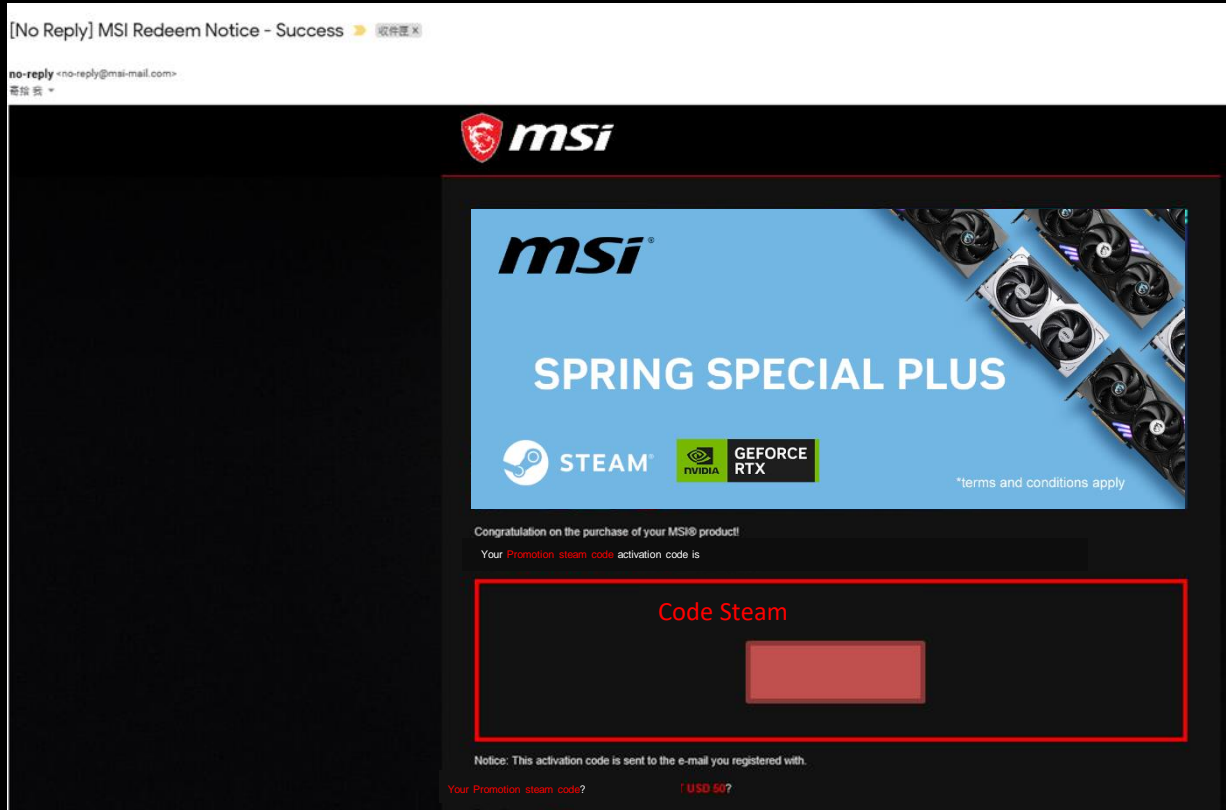 [No Reply] MSI Redeem Notice - Success 收件匣 ×
no-reply <no-reply@msi-mail.com>
寄給 我
msi
msi®
SPRING SPECIAL PLUS
STEAM®
NVIDIA
GEFORCE
RTX
*terms and conditions apply
Congratulation on the purchase of your MSI® product!
Your Promotion steam code activation code is
Code Steam
Notice: This activation code is sent to the e-mail you registered with.
Your Promotion steam code? USD 50?